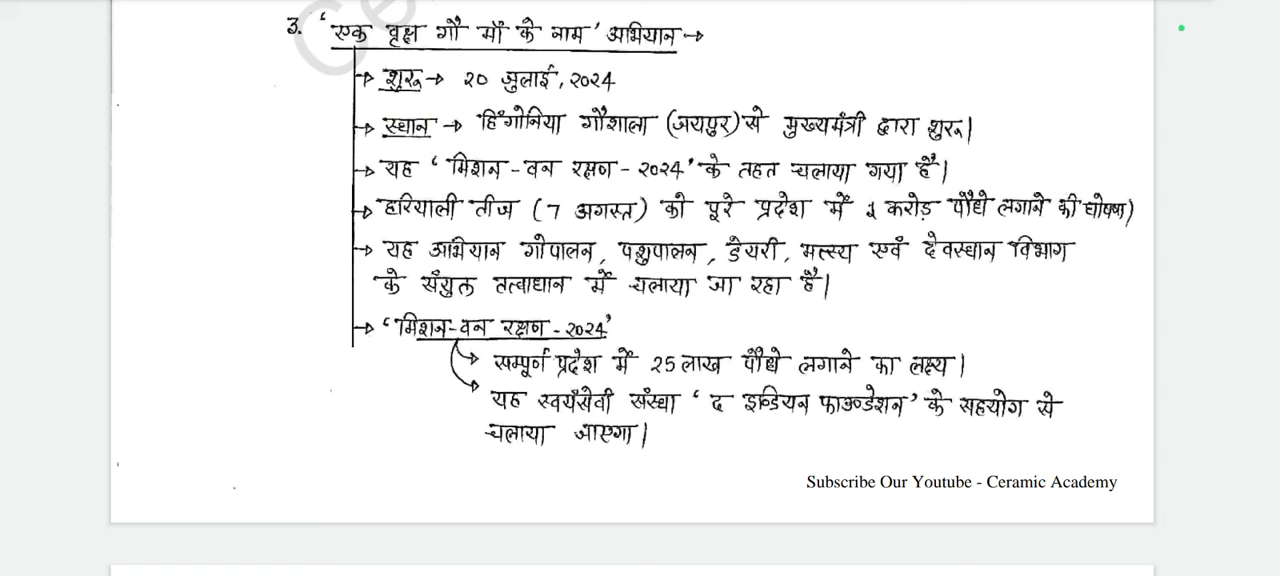 3. ‘एक वृक्ष गौ माँ के नाम’ अभियान →
→ शुरू → 20 जुलाई, 2024
→ स्थान → हिंगोनिया गौशाला (जयपुर) से मुख्यमंत्री द्वारा शुरू।
→ यह ‘मिशन-वन रक्षण-2024’ के तहत चलाया गया है।
→ हरियाली तीज (7 अगस्त) को पूरे प्रदेश में 1 करोड़ पौधे लगाने की घोषणा)
→ यह अभियान गोपालन, पशुपालन, डेयरी, मत्स्य एवं देवस्थान विभाग
के संयुक्त तत्वाधान में चलाया जा रहा है।
→ ‘मिशन-वन रक्षण-2024’
→ सम्पूर्ण प्रदेश में 25 लाख पौधे लगाने का लक्ष्य।
→ यह स्वयंसेवी संस्था ‘द इण्डियन फाउण्डेशन’ के सहयोग से
चलाया जाएगा।
Subscribe Our Youtube - Ceramic Academy